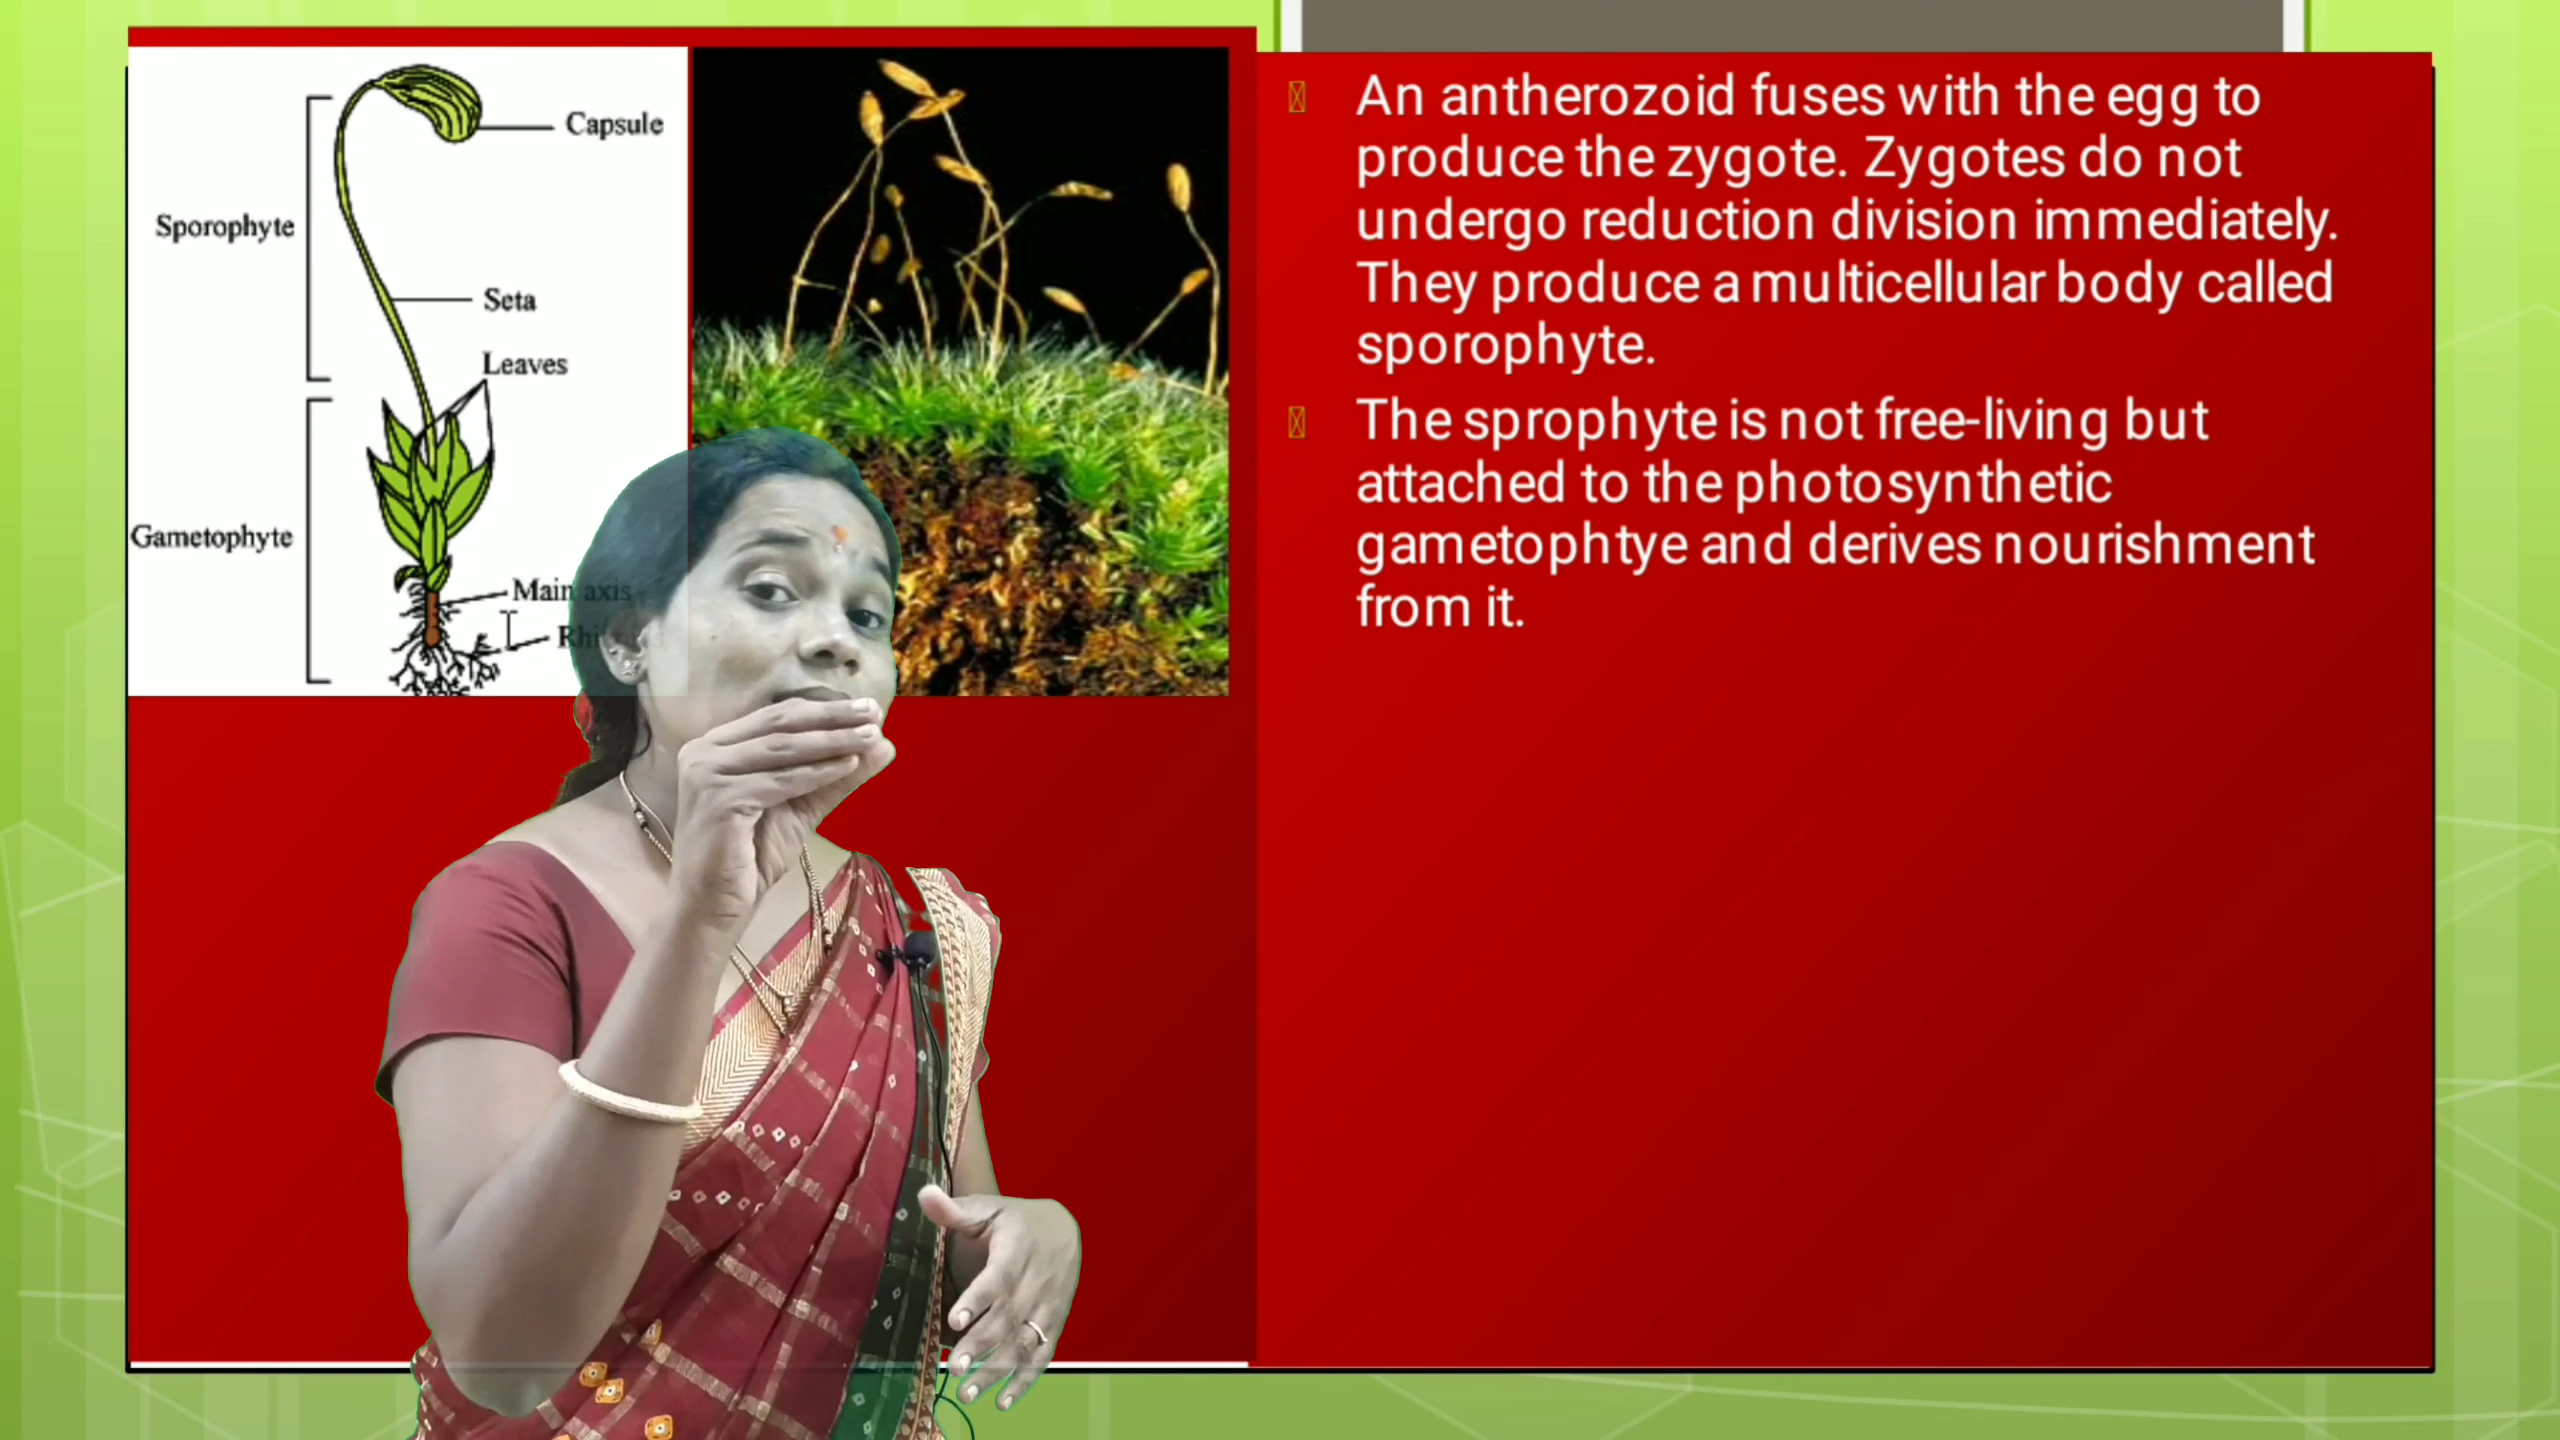 Capsule
Sporophyte
Seta
Leaves
Gametophyte
Main axis
An antherozoid fuses with the egg to
produce the zygote. Zygotes do not
undergo reduction division immediately.
They produce a multicellular body called
sporophyte.
The sprophyte is not free-living but
attached to the photosynthetic
gametophtye and derives nourishment
from it.